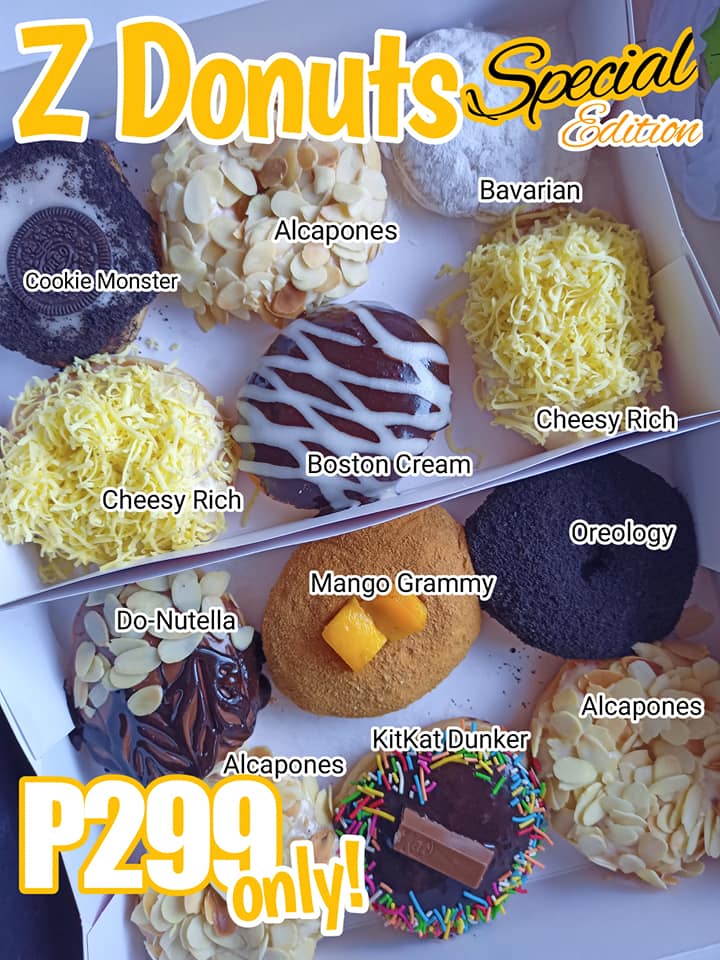 Z Donuts Special
Edition
Bavarian
Alcapones
Cookie Monster
Cheesy Rich
Boston Cream
Cheesy Rich
Oreology
Mango Grammy
Do-Nutella
Alcapones
KitKat Dunker
Alcapones
P299
only!